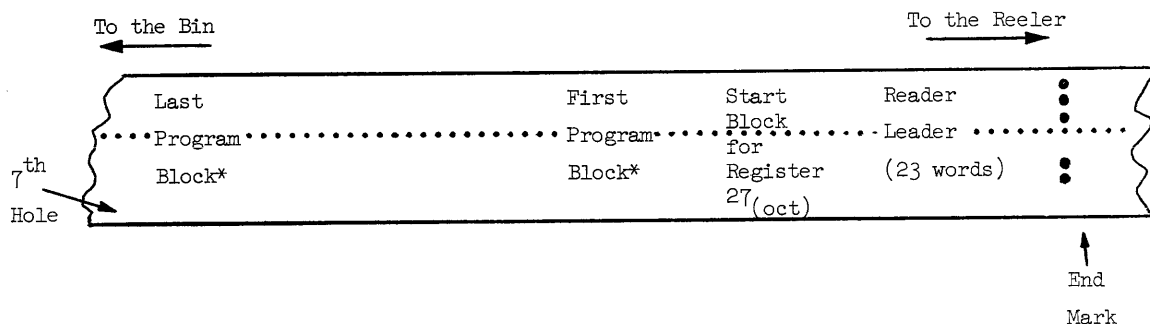 To the Bin
To the Reeler
Last
Program
Block*
First
Program
Block*
Start
Block
for
Register
27(oct)
Reader
Leader
(23 words)
7th
Hole
End
Mark